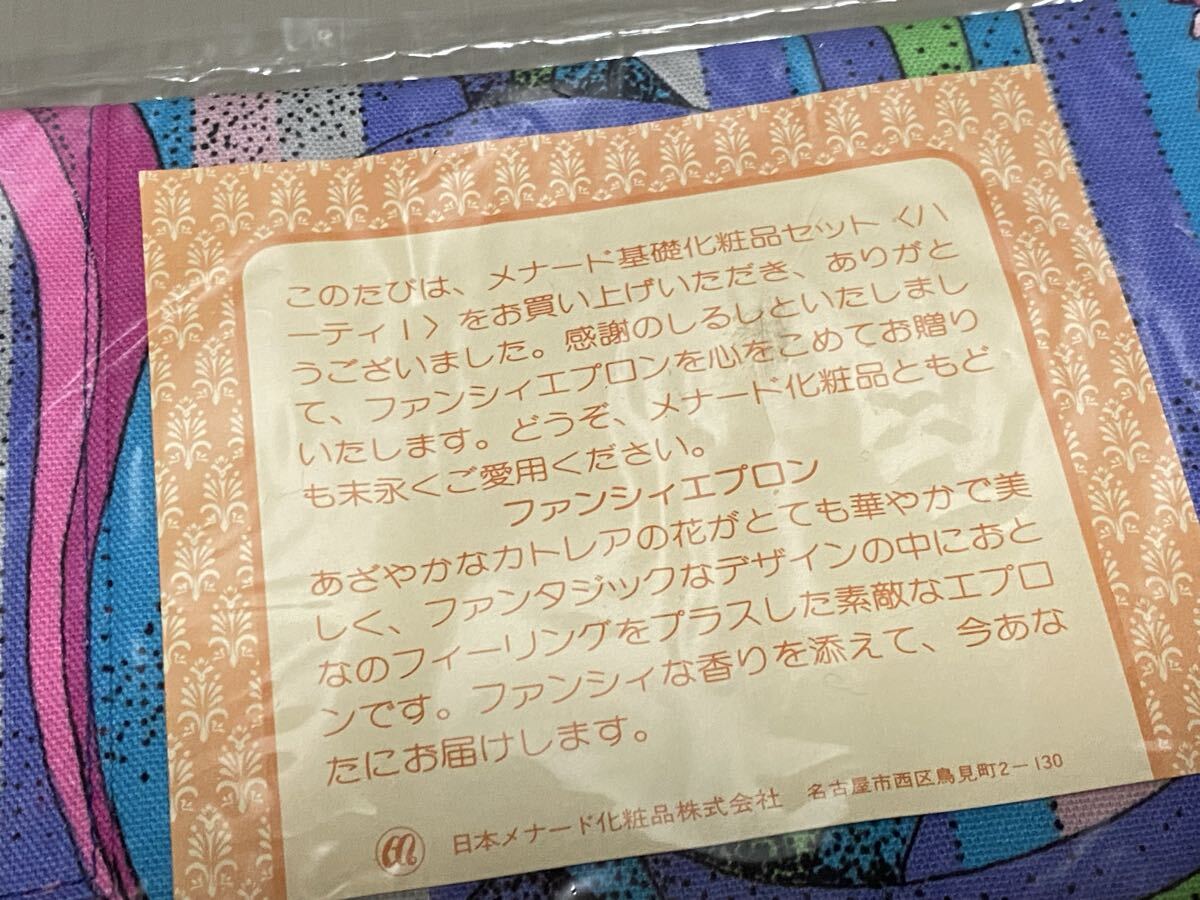 このたびは、メナード基礎化粧品セット〈ハ
ーティI〉をお買い上げいただき、ありがと
うございました。感謝のしるしといたしまし
て、ファンシィエプロンを心をこめてお贈り
いたします。どうぞ、メナード化粧品ともど
も末永くご愛用ください。
ファンシィエプロン
あざやかなカトレアの花がとても華やかで美
しく、ファンタジックなデザインの中におと
なのフィーリングをプラスした素敵なエプロ
ンです。ファンシィな香りを添えて、今あな
たにお届けします。
日本メナード化粧品株式会社 名古屋市西区鳥見町2-130